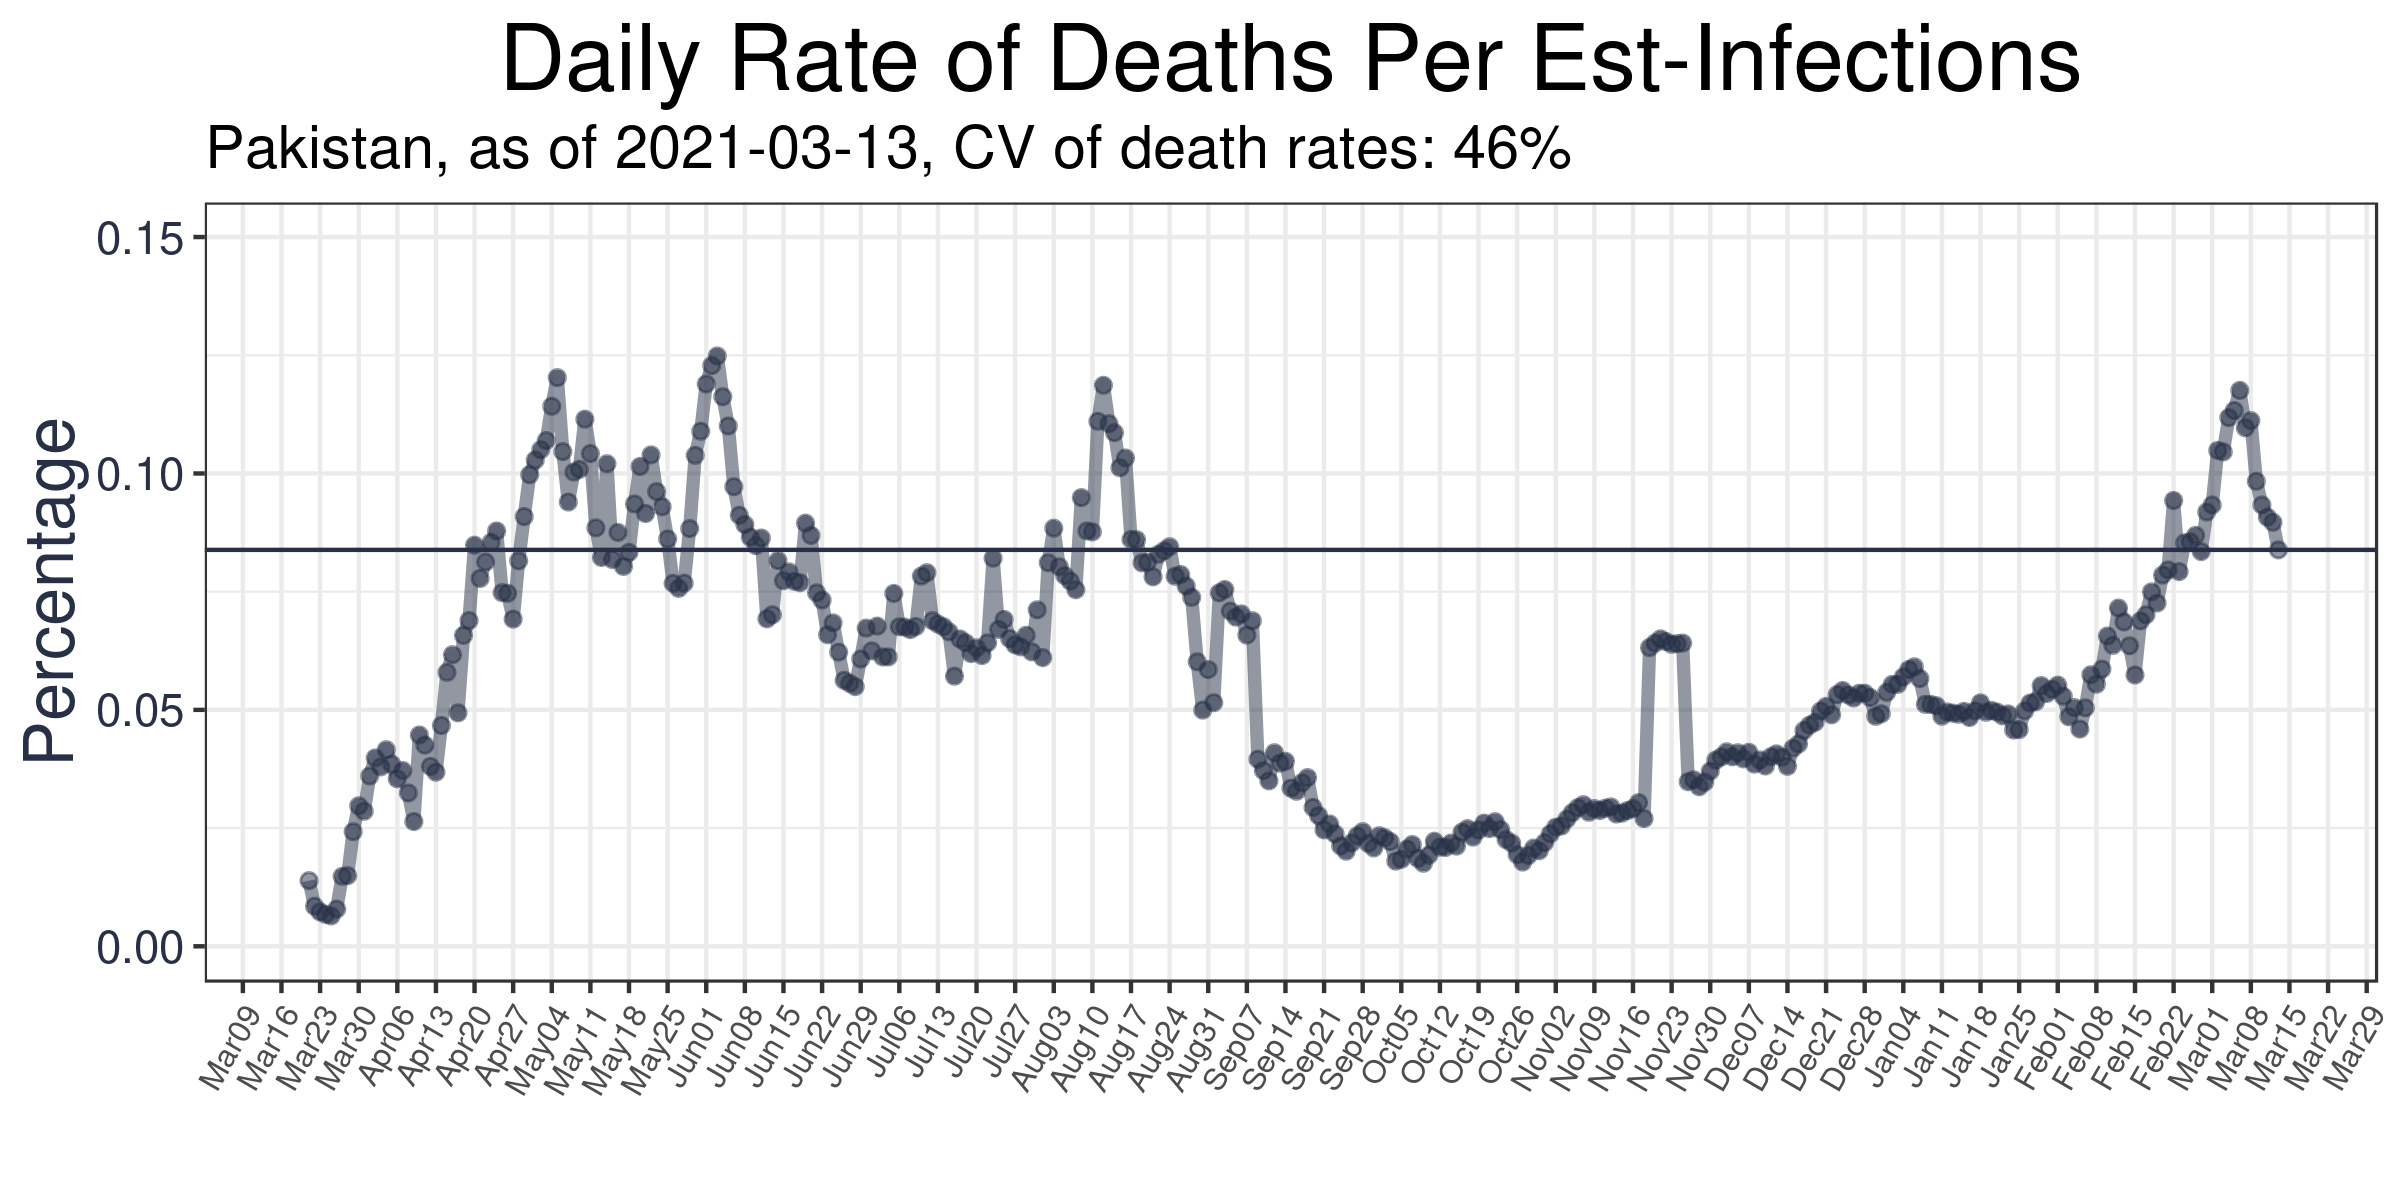 Daily Rate of Deaths Per Est-Infections
Pakistan, as of 2021-03-13, CV of death rates: 46%
Percentage
0.15
0.10
0.05
0.00
Mar09
Mar16
Mar23
Mar30
Apr06
Apr13
Apr20
Apr27
May04
May11
May18
May25
Jun01
Jun08
Jun15
Jun22
Jun29
Jul06
Jul13
Jul20
Jul27
Aug03
Aug10
Aug17
Aug24
Aug31
Sep07
Sep14
Sep21
Sep28
Oct05
Oct12
Oct19
Oct26
Nov02
Nov09
Nov16
Nov23
Nov30
Dec07
Dec14
Dec21
Dec28
Dec04
Jan11
Jan18
Jan25
Feb01
Feb08
Feb15
Feb22
Mar01
Mar08
Mar15
Mar22
Mar29